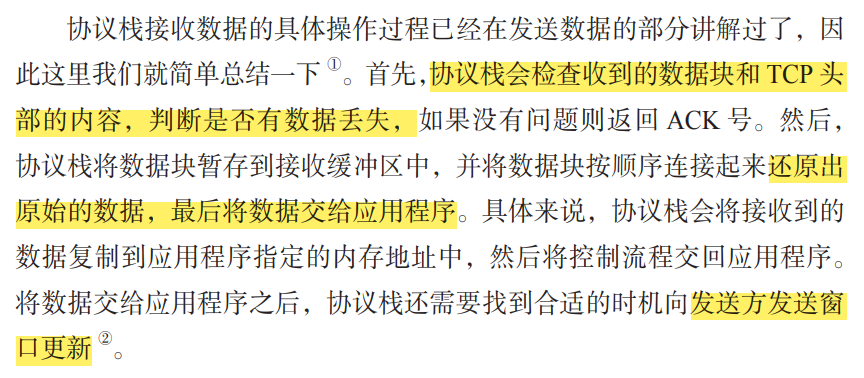 协议栈接收数据的具体操作过程已经在发送数据的部分讲解过了，因
此这里我们就简单总结一下①。首先，协议栈会检查收到的数据块和 TCP 头
部的内容，判断是否有数据丢失，如果没有问题则返回 ACK 号。然后，
协议栈将数据块暂存到接收缓冲区中，并将数据块按顺序连接起来还原出
原始的数据，最后将数据交给应用程序。具体来说，协议栈会将接收到的
数据复制到应用程序指定的内存地址中，然后将控制流程交回应用程序。
将数据交给应用程序之后，协议栈还需要找到合适的时机向发送方发送窗
口更新②。